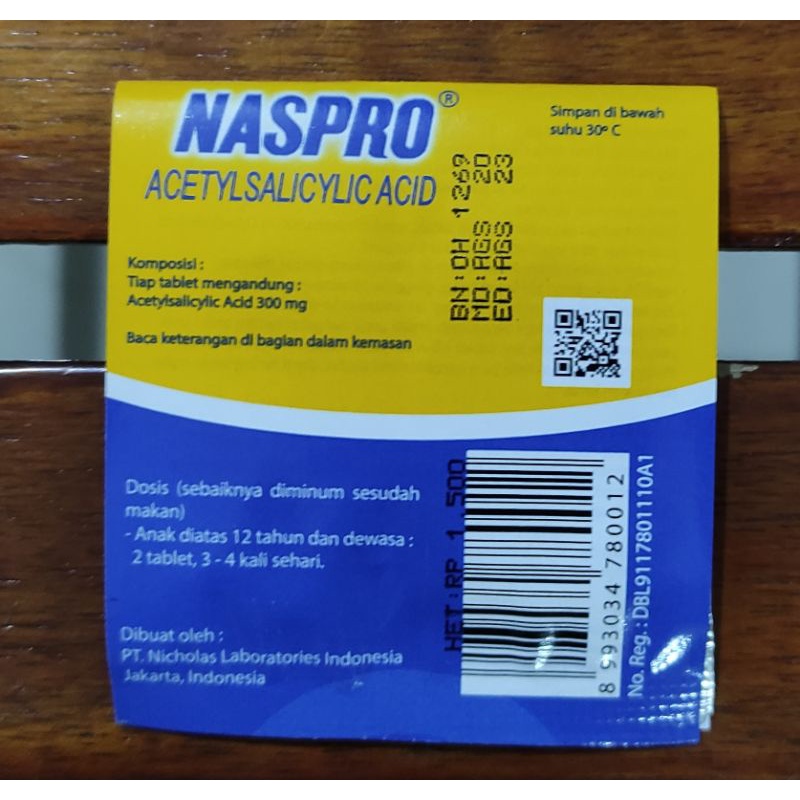 NASPRO®
ACETYLSALICYLIC ACID
Simpan di bawah
suhu 30º C
Komposisi :
Tiap tablet mengandung :
Acetylsalicylic Acid 300 mg
Baca keterangan di bagian dalam kemasan
BN:OH 1269
MD:AGS 20
ED:AGS 23
Dosis (sebaiknya diminum sesudah
makan)
- Anak diatas 12 tahun dan dewasa :
2 tablet, 3 - 4 kali sehari.
Dibuat oleh :
PT. Nicholas Laboratories Indonesia
Jakarta, Indonesia
HET:RP 1.500
8 993034 780012
No. Reg. : DBL9117801110A1